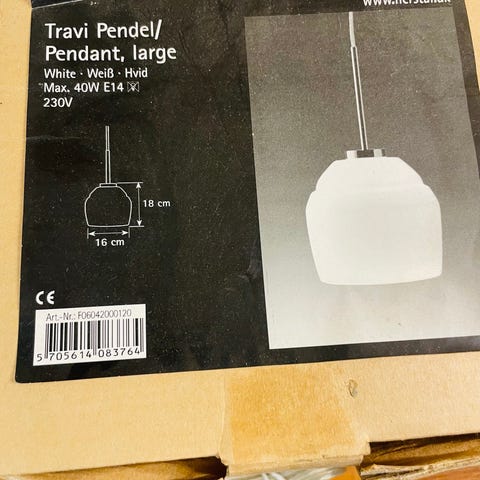 Travi Pendel/
Pendant, large
White · Weiß · Hvid
Max. 40W E14
230V
18 cm
16 cm
CE
Art.-Nr.: F06042000120
5 705614 083764